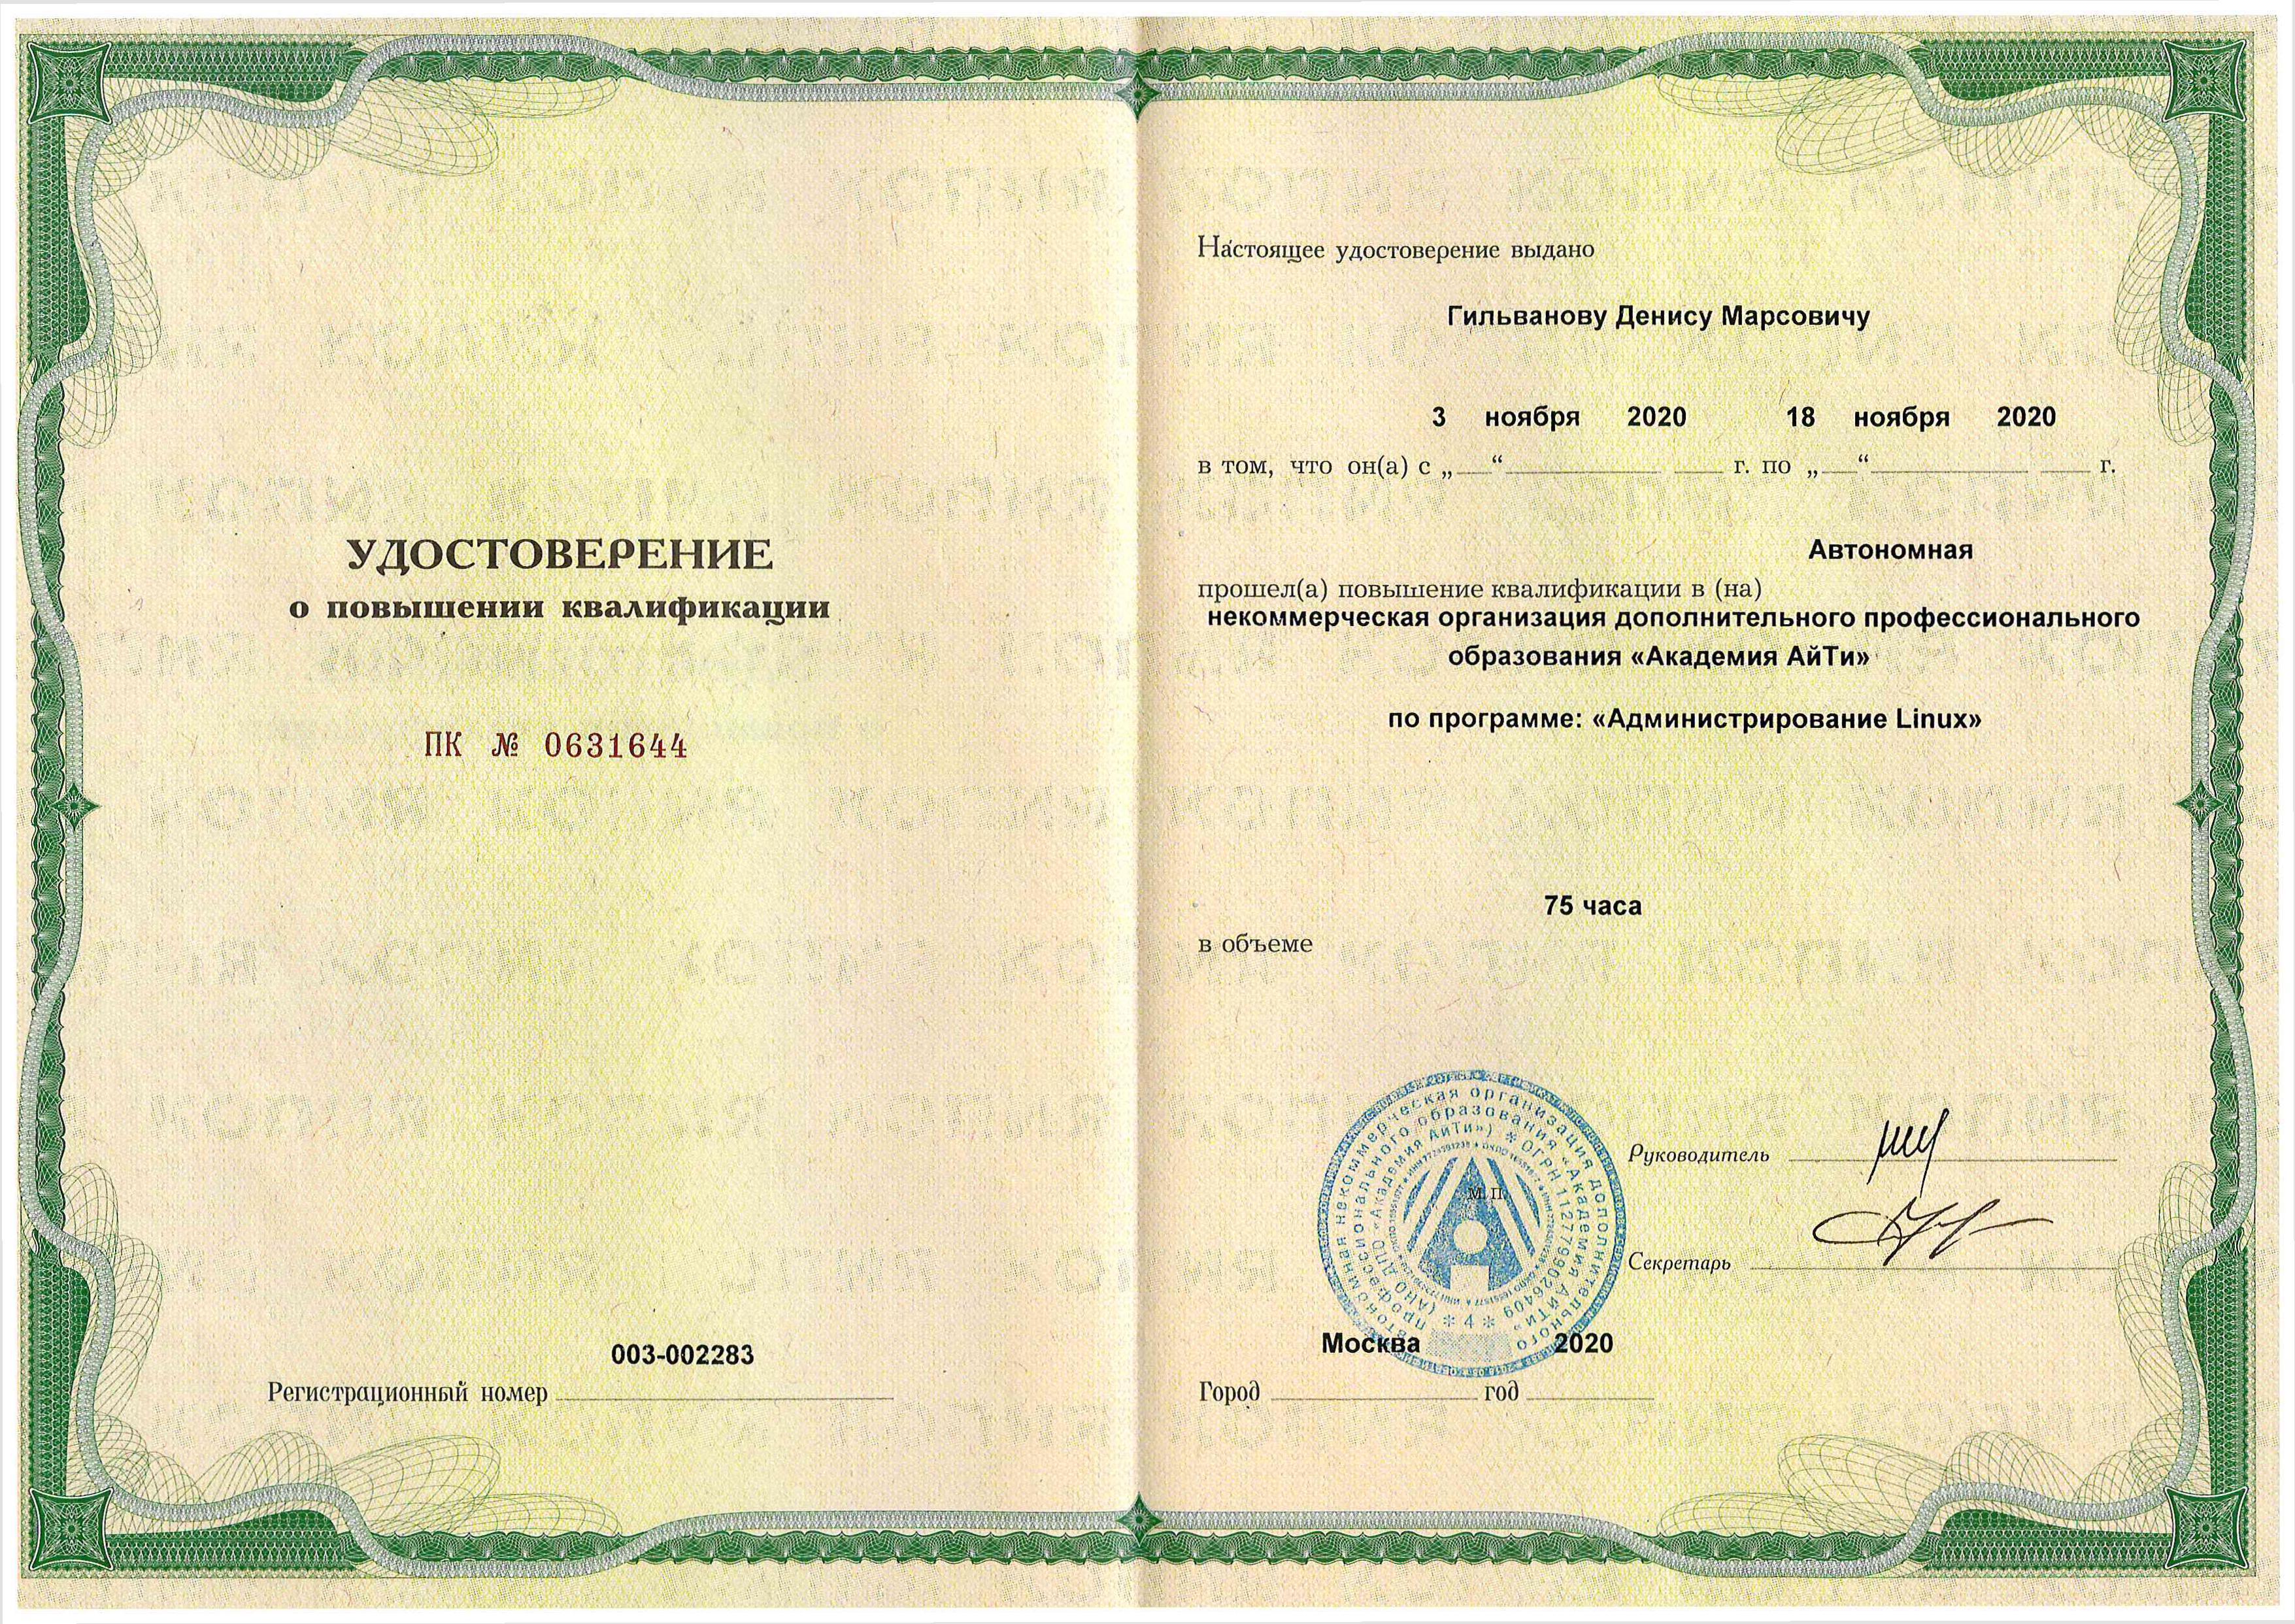 УДОСТОВЕРЕНИЕ
о повышении квалификации
ПК № 0631644
003-002283
Регистрационный номер
Настоящее удостоверение выдано
Гильванову Денису Марсовичу
3 ноября 2020 18 ноября 2020
в том, что он(а) с „ “ г. по „ “ г.
Автономная
прошел(а) повышение квалификации в (на)
некоммерческая организация дополнительного профессионального
образования «Академия АйТи»
по программе: «Администрирование Linux»
75 часа
в объеме
автономная некоммерческая организация дополнительного
профессионального образования «Академия АЙТИ»
(АНО ДПО «Академия АйТи») * ОГРН 1127799026409 * 4 *
М.П.
Руководитель
Секретарь
Москва 2020
Город год